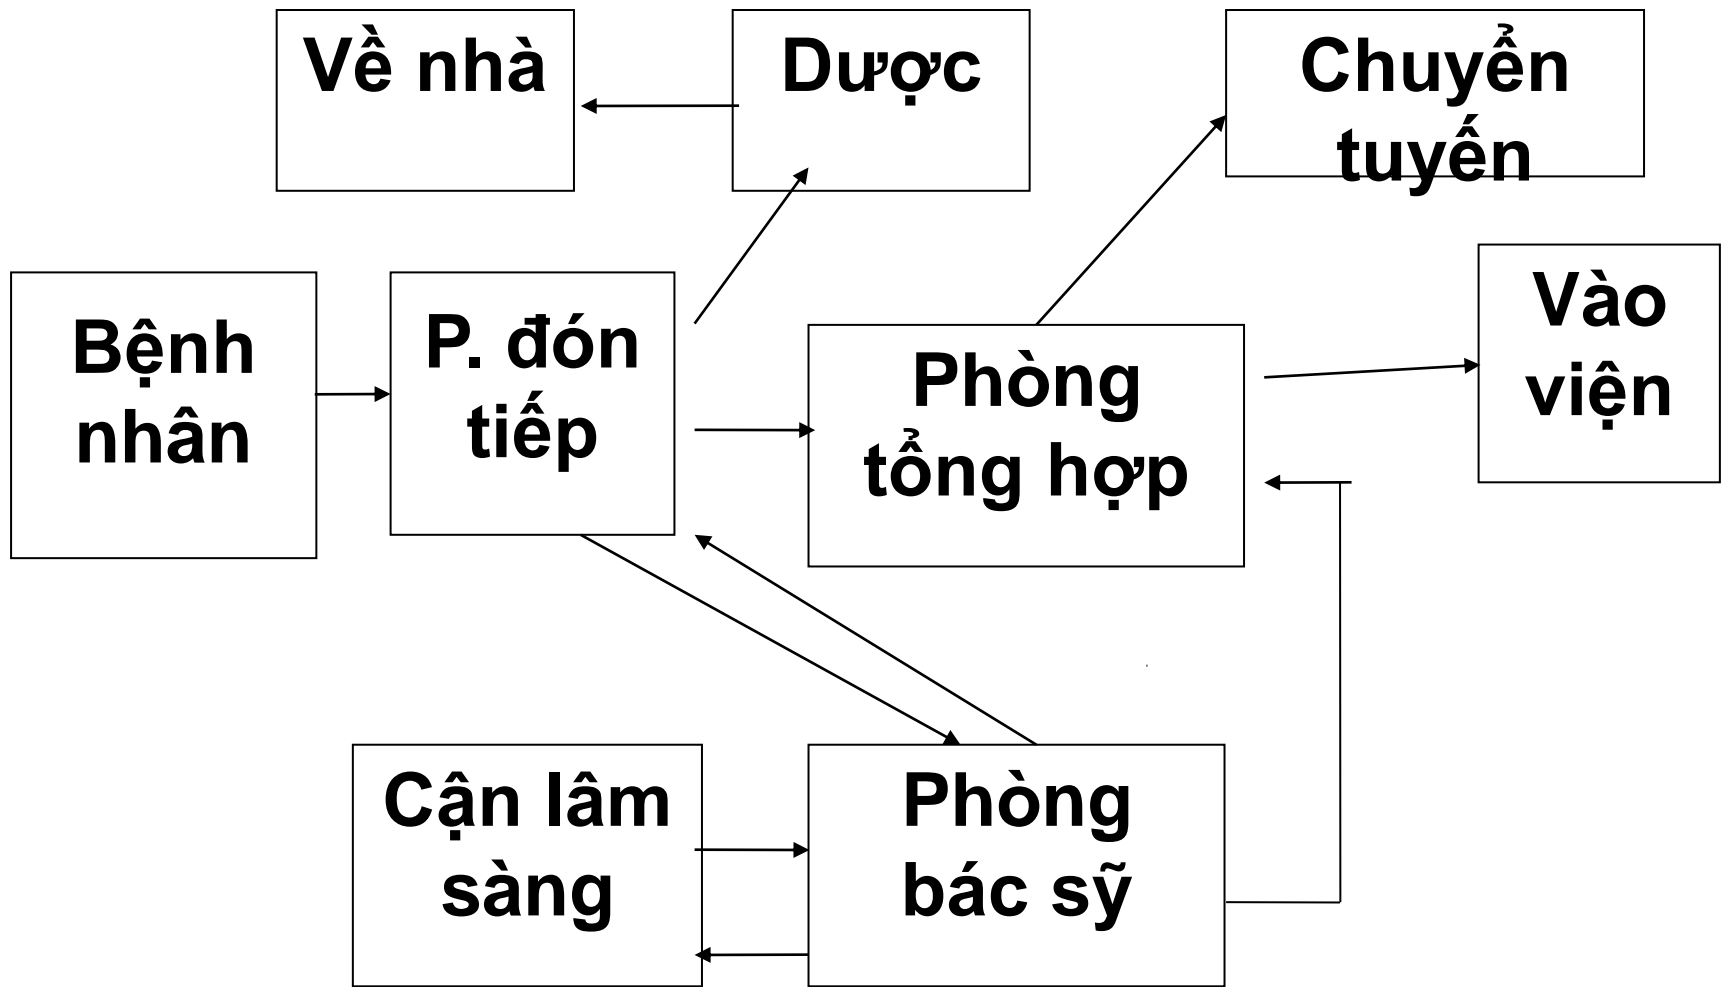 Về nhà
Dược
Chuyển
tuyến
Bệnh
nhân
P. đón
tiếp
Phòng
tổng hợp
Vào
viện
Cận lâm
sàng
Phòng
bác sỹ